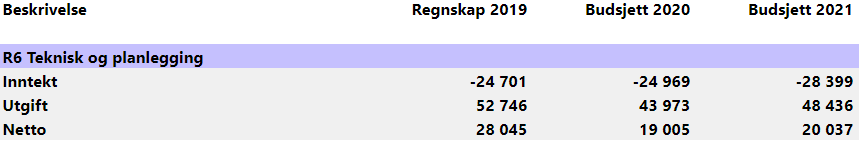 Beskrivelse Regnskap 2019 Budsjett 2020 Budsjett 2021
R6 Teknisk og planlegging
Inntekt -24 701 -24 969 -28 399
Utgift 52 746 43 973 48 436
Netto 28 045 19 005 20 037